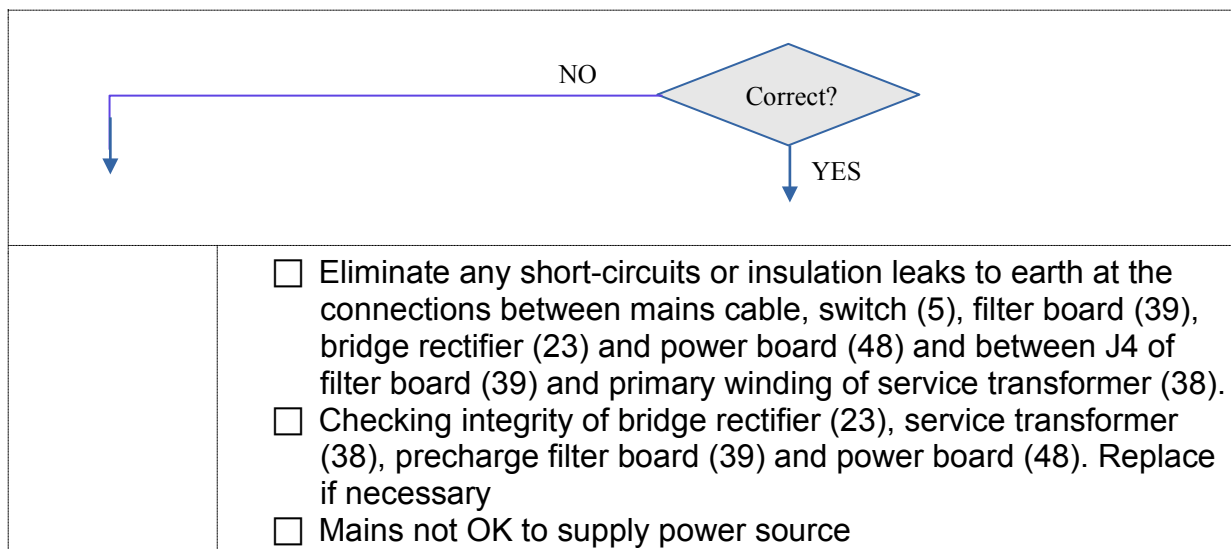 NO
Correct?
YES
☐ Eliminate any short-circuits or insulation leaks to earth at the
connections between mains cable, switch (5), filter board (39),
bridge rectifier (23) and power board (48) and between J4 of
filter board (39) and primary winding of service transformer (38).
☐ Checking integrity of bridge rectifier (23), service transformer
(38), precharge filter board (39) and power board (48). Replace
if necessary
☐ Mains not OK to supply power source